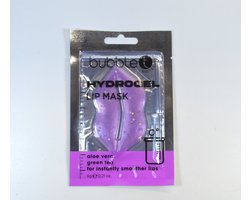 bubble t
HYDROGEL
LIP MASK
aloe vera
green tea
for instantly smoother lips